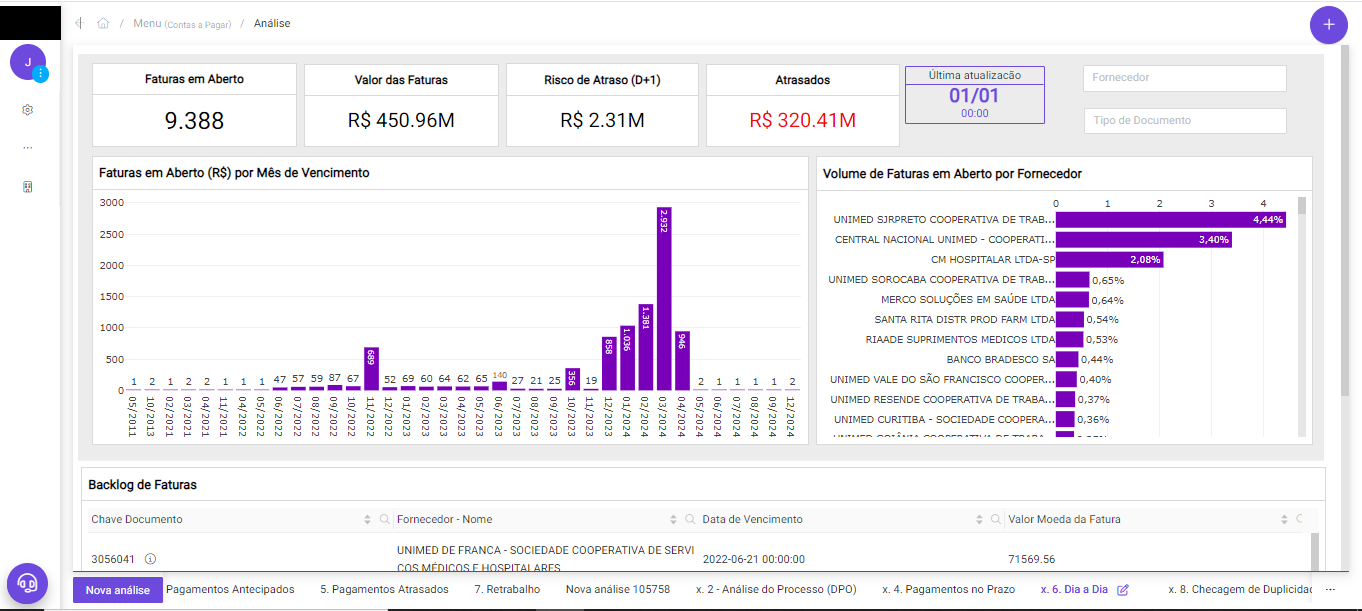 / Menu (Contas a Pagar) / Análise
J
Faturas em Aberto
9.388
Valor das Faturas
R$ 450.96M
Risco de Atraso (D+1)
R$ 2.31M
Atrasados
R$ 320.41M
Última atualizacão
01/01
00:00
Fornecedor
Tipo de Documento
Faturas em Aberto (R$) por Mês de Vencimento
3000
2500
2000
1500
1000
500
0
1 2 1 2 2 1 1 1 47 57 59 87 67 689 52 69 60 64 62 65 140 27 21 25 356 19 858 1.036 1.381 2.932 946 2 1 1 1 1 2
05/2011 10/2013 02/2021 03/2021 04/2021 11/2021 04/2022 05/2022 06/2022 07/2022 08/2022 09/2022 10/2022 11/2022 12/2022 01/2023 02/2023 03/2023 04/2023 05/2023 06/2023 07/2023 08/2023 09/2023 10/2023 11/2023 12/2023 01/2024 02/2024 03/2024 04/2024 05/2024 06/2024 07/2024 08/2024 09/2024 12/2024
Volume de Faturas em Aberto por Fornecedor
0 1 2 3 4
UNIMED SJRPRETO COOPERATIVA DE TRAB... 4,44%
CENTRAL NACIONAL UNIMED - COOPERATI... 3,40%
CM HOSPITALAR LTDA-SP 2,08%
UNIMED SOROCABA COOPERATIVA DE TRAB... 0,65%
MERCO SOLUÇÕES EM SAÚDE LTDA 0,64%
SANTA RITA DISTR PROD FARM LTDA 0,54%
RIAADE SUPRIMENTOS MEDICOS LTDA 0,53%
BANCO BRADESCO SA 0,44%
UNIMED VALE DO SÃO FRANCISCO COOPER... 0,40%
UNIMED RESENDE COOPERATIVA DE TRABA... 0,37%
UNIMED CURITIBA - SOCIEDADE COOPERA... 0,36%
UNIMED GOIÂNIA COOPERATIVA DE TRABA...
Backlog de Faturas
Chave Documento Fornecedor - Nome Data de Vencimento Valor Moeda da Fatura
3056041 UNIMED DE FRANCA - SOCIEDADE COOPERATIVA DE SERVI 2022-06-21 00:00:00 71569.56
ÇOS MÉDICOS E HOSPITALARES
Nova análise Pagamentos Antecipados 5. Pagamentos Atrasados 7. Retrabalho Nova análise 105758 x. 2 - Análise do Processo (DPO) x. 4. Pagamentos no Prazo x. 6. Dia a Dia x. 8. Checagem de Duplicidad ...